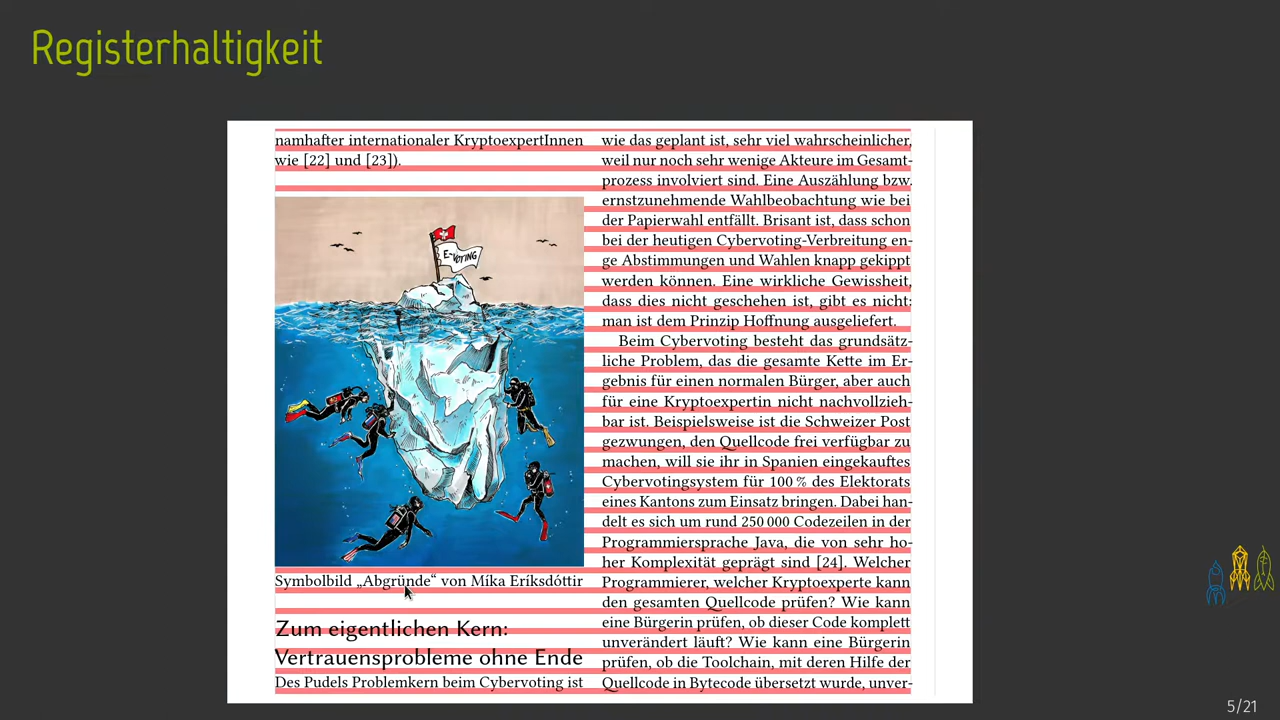 Registerhaltigkeit
namhafter internationaler KryptoexpertInnen
wie [22] und [23]).
E-VOTING
Symbolbild „Abgründe“ von Míka Eríksdóttir
Zum eigentlichen Kern:
Vertrauensprobleme ohne Ende
Des Pudels Problemkern beim Cybervoting ist
wie das geplant ist, sehr viel wahrscheinlicher,
weil nur noch sehr wenige Akteure im Gesamt-
prozess involviert sind. Eine Auszählung bzw.
ernstzunehmende Wahlbeobachtung wie bei
der Papierwahl entfällt. Brisant ist, dass schon
bei der heutigen Cybervoting-Verbreitung en-
ge Abstimmungen und Wahlen knapp gekippt
werden können. Eine wirkliche Gewissheit,
dass dies nicht geschehen ist, gibt es nicht:
man ist dem Prinzip Hoffnung ausgeliefert.
Beim Cybervoting besteht das grundsätz-
liche Problem, das die gesamte Kette im Er-
gebnis für einen normalen Bürger, aber auch
für eine Kryptoexpertin nicht nachvollzieh-
bar ist. Beispielsweise ist die Schweizer Post
gezwungen, den Quellcode frei verfügbar zu
machen, will sie ihr in Spanien eingekauftes
Cybervotingsystem für 100 % des Elektorats
eines Kantons zum Einsatz bringen. Dabei han-
delt es sich um rund 250 000 Codezeilen in der
Programmiersprache Java, die von sehr ho-
her Komplexität geprägt sind [24]. Welcher
Programmierer, welcher Kryptoexperte kann
den gesamten Quellcode prüfen? Wie kann
eine Bürgerin prüfen, ob dieser Code komplett
unverändert läuft? Wie kann eine Bürgerin
prüfen, ob die Toolchain, mit deren Hilfe der
Quellcode in Bytecode übersetzt wurde, unver-
5/21